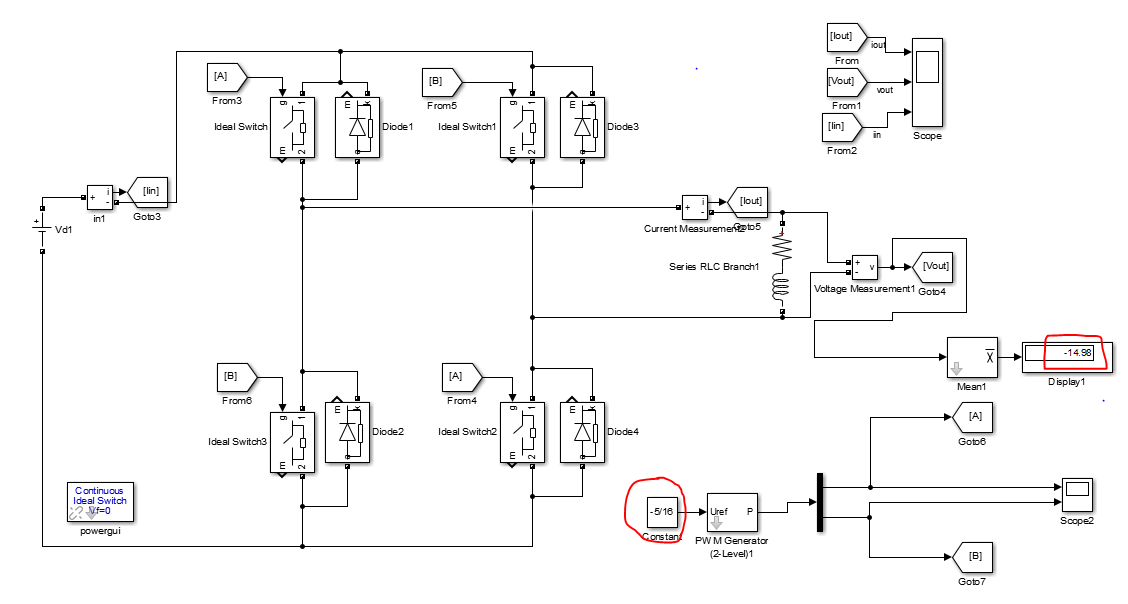 [Iout]
iout
From
[Vout]
vout
From1
[Iin]
iin
From2
Scope
[A]
From3
g
1
Ideal Switch
m
2
m
k
a
Diode1
[B]
From5
g
1
Ideal Switch1
m
2
m
k
a
Diode3
+
i
-
in1
[Iin]
Goto3
+
Vd1
+
i
-
Current Measurement2
[Iout]
Goto5
+
Series RLC Branch1
+
-
v
Voltage Measurement1
[Vout]
Goto4
X
Mean1
-14.98
Display1
[B]
From6
g
1
Ideal Switch3
m
2
m
k
a
Diode2
[A]
From4
g
1
Ideal Switch2
m
2
m
k
a
Diode4
[A]
Goto6
-5/16
Constant
Uref
P
PWM Generator
(2-Level)1
Scope2
[B]
Goto7
Continuous
Ideal Switch
Vf=0
powergui